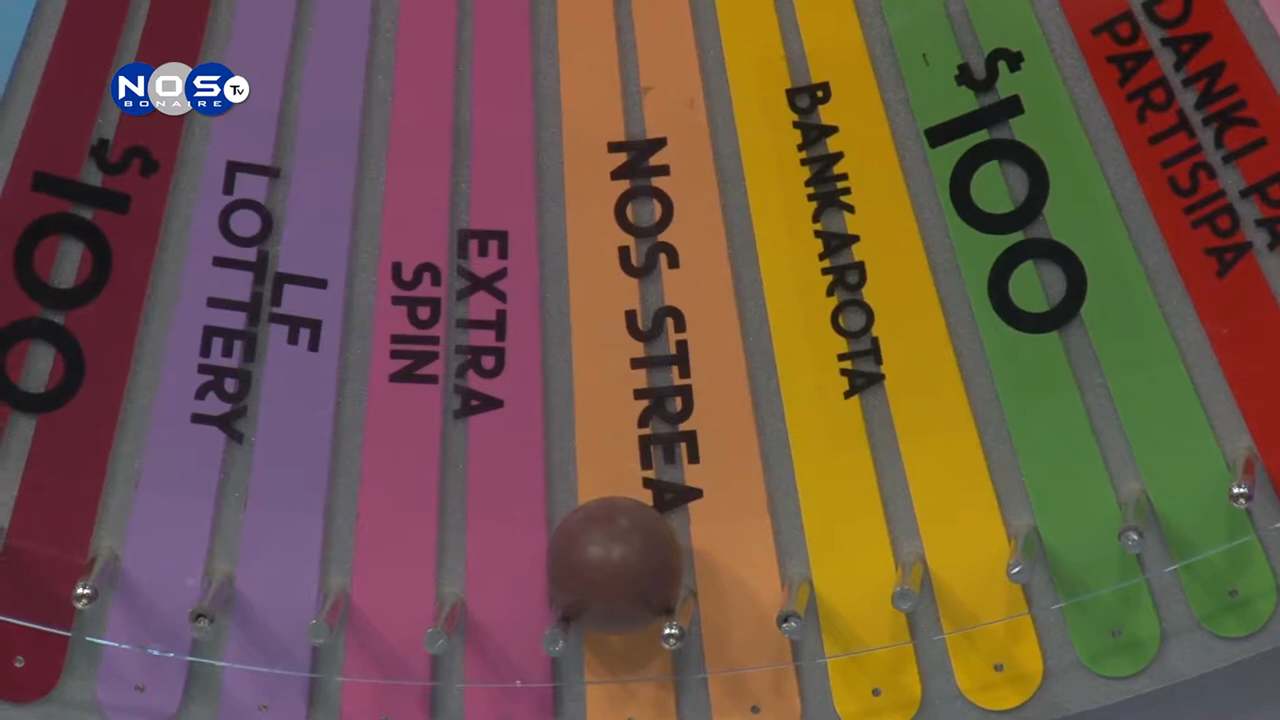 NOS TV
BONAIRE
$100
LF
LOTTERY
EXTRA
SPIN
NOS STREA
BANKAROTA
$100
DANKI PA
PARTISIPA